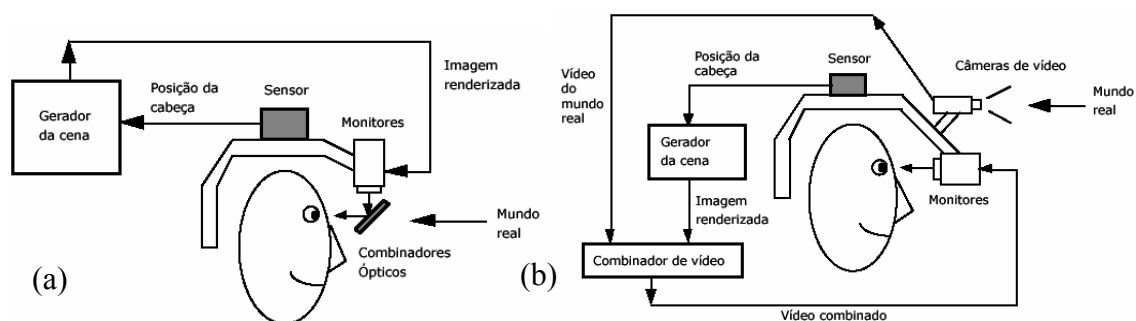 Gerador
da cena
Posição da
cabeça
Sensor
Imagem
renderizada
Monitores
Mundo
real
Combinadores
Ópticos
(a)
Vídeo
do
mundo
real
Posição da
cabeça
Sensor
Câmeras de vídeo
Mundo
real
Gerador
da cena
Imagem
renderizada
Monitores
Combinador de vídeo
Vídeo combinado
(b)